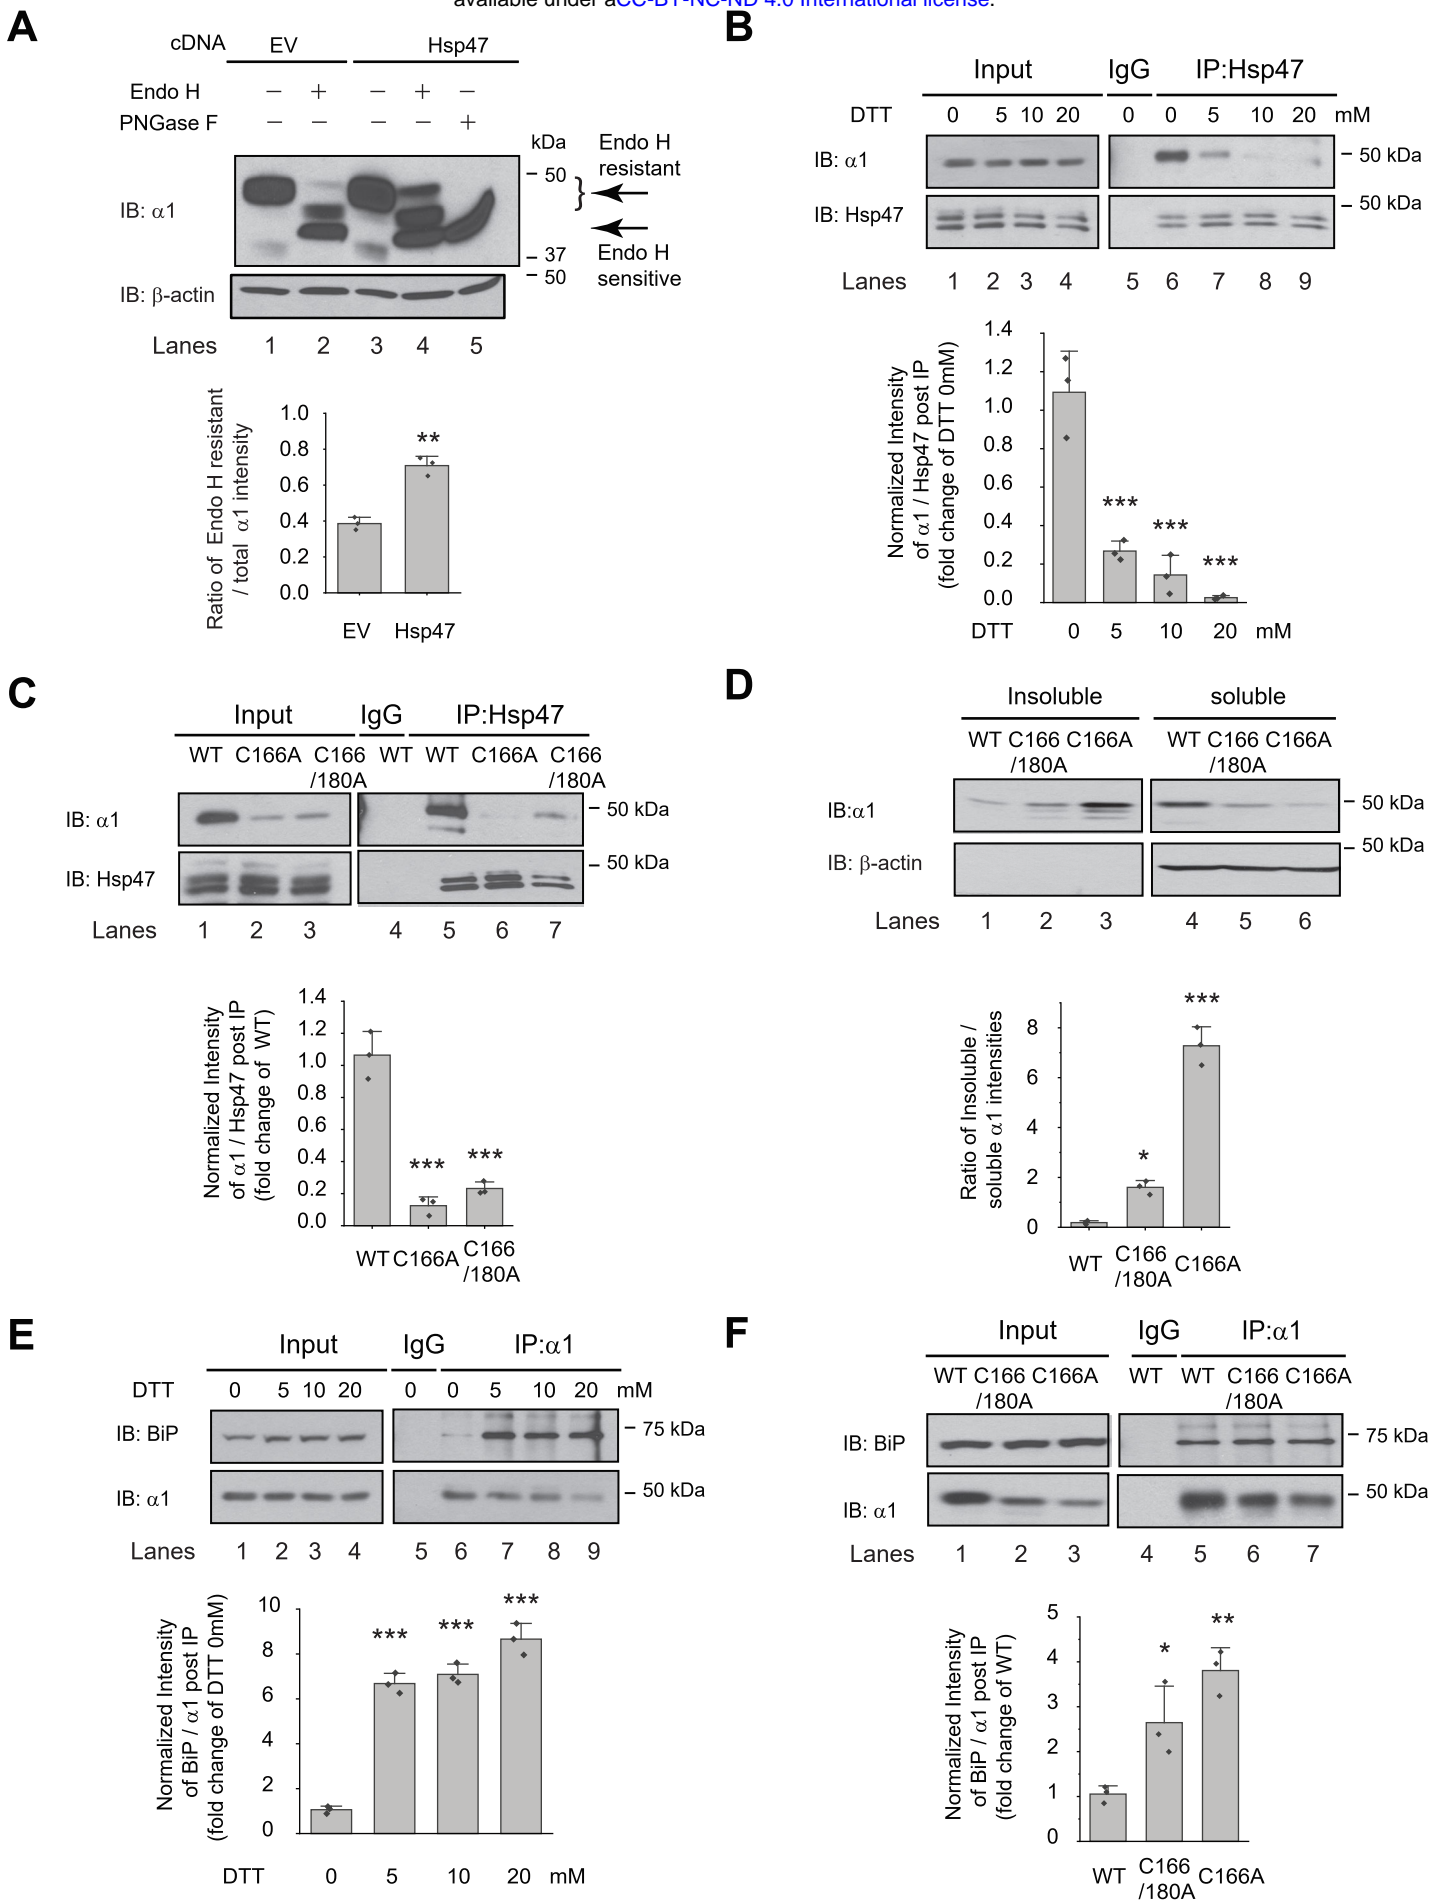 available under aCC-BY-NC-ND 4.0 International license.
A
cDNA EV Hsp47
Endo H − + − + −
PNGase F − − − − +
kDa
Endo H
resistant
50
IB: α1
37
Endo H
sensitive
50
IB: β-actin
Lanes 1 2 3 4 5
Ratio of Endo H resistant
/ total α1 intensity
1.0
0.8
0.6
0.4
0.2
0.0
**
EV Hsp47
B
Input IgG IP:Hsp47
DTT 0 5 10 20 0 0 5 10 20 mM
IB: α1 50 kDa
IB: Hsp47 50 kDa
Lanes 1 2 3 4 5 6 7 8 9
Normalized Intensity
of α1 / Hsp47 post IP
(fold change of DTT 0mM)
1.4
1.2
1.0
0.8
0.6
0.4
0.2
0.0
*** *** ***
DTT 0 5 10 20 mM
C
Input IgG IP:Hsp47
WT C166A C166 WT WT C166A C166
/180A /180A
IB: α1 50 kDa
IB: Hsp47 50 kDa
Lanes 1 2 3 4 5 6 7
Normalized Intensity
of α1 / Hsp47 post IP
(fold change of WT)
1.4
1.2
1.0
0.8
0.6
0.4
0.2
0.0
*** ***
WT C166A C166
/180A
D
Insoluble soluble
WT C166 C166A WT C166 C166A
/180A /180A
IB:α1 50 kDa
IB: β-actin 50 kDa
Lanes 1 2 3 4 5 6
Ratio of Insoluble /
soluble α1 intensities
8
6
4
2
0
* ***
WT C166 C166A
/180A
E
Input IgG IP:α1
DTT 0 5 10 20 0 0 5 10 20 mM
IB: BiP 75 kDa
IB: α1 50 kDa
Lanes 1 2 3 4 5 6 7 8 9
Normalized Intensity
of BiP / α1 post IP
(fold change of DTT 0mM)
10
8
6
4
2
0
*** *** ***
DTT 0 5 10 20 mM
F
Input IgG IP:α1
WT C166 C166A WT WT C166 C166A
/180A /180A
IB: BiP 75 kDa
IB: α1 50 kDa
Lanes 1 2 3 4 5 6 7
Normalized Intensity
of BiP / α1 post IP
(fold change of WT)
5
4
3
2
1
0
* **
WT C166 C166A
/180A